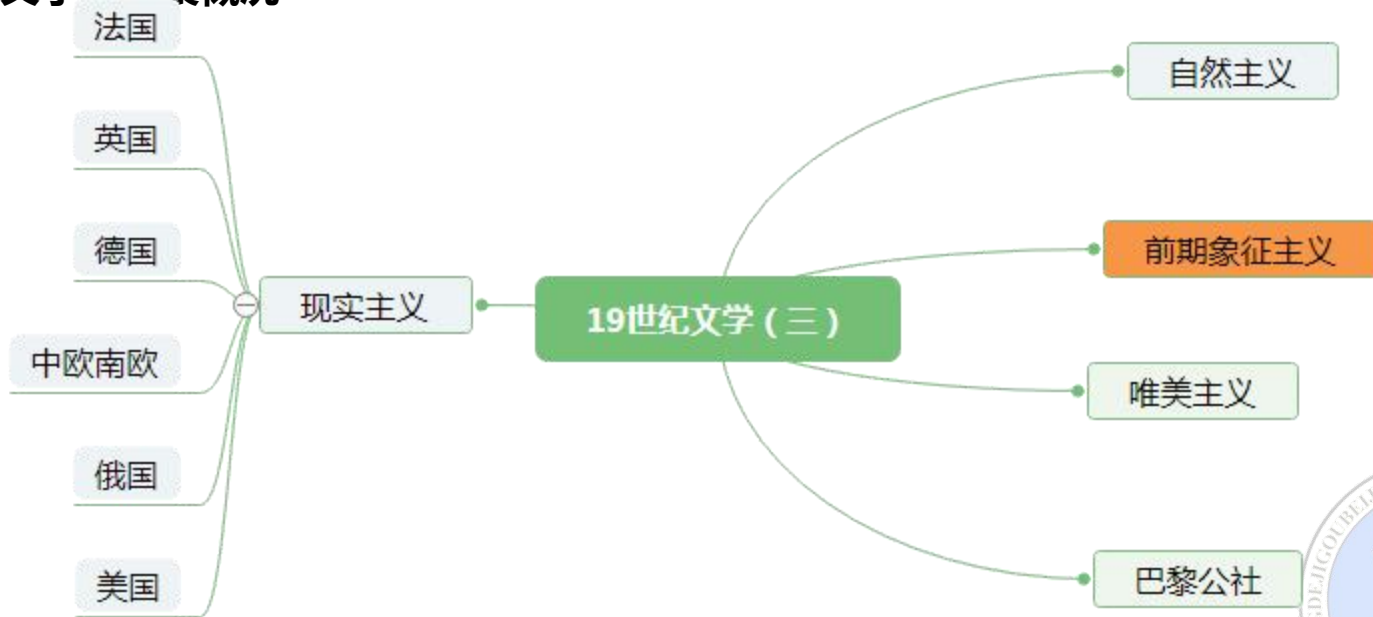 法国
英国
德国
中欧南欧
俄国
美国
现实主义
19世纪文学（三）
自然主义
前期象征主义
唯美主义
巴黎公社